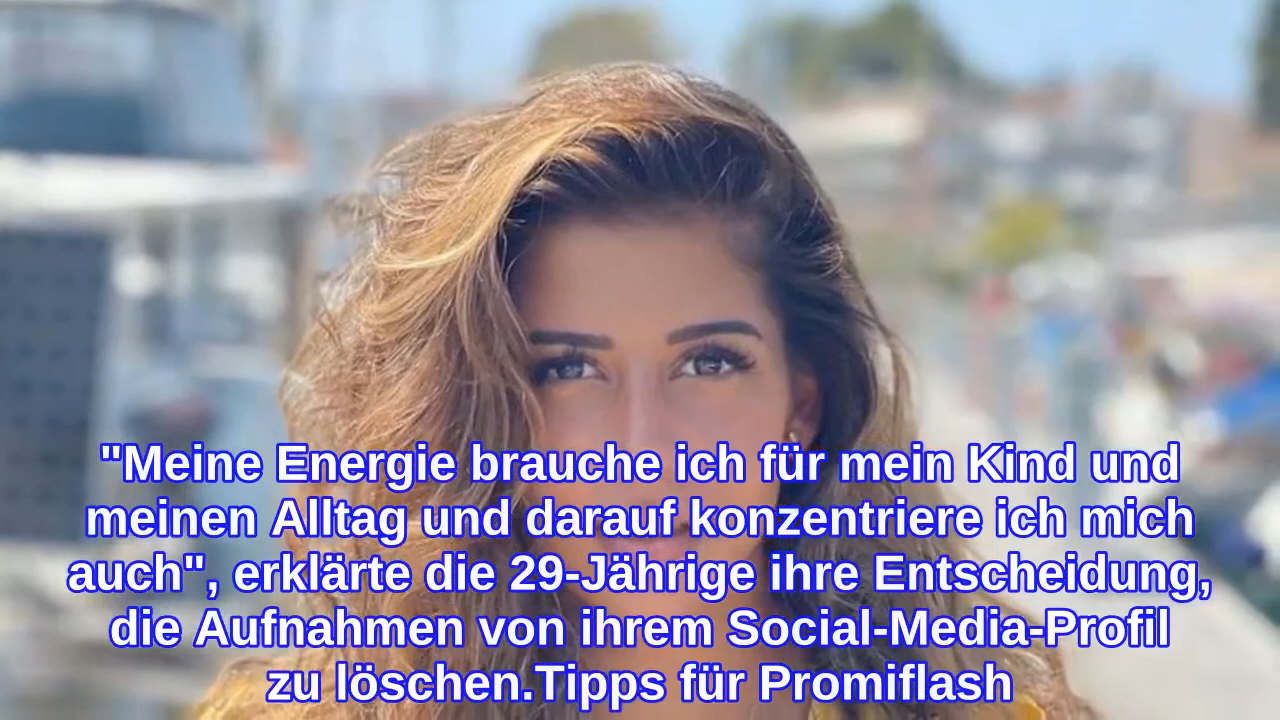 "Meine Energie brauche ich für mein Kind und
meinen Alltag und darauf konzentriere ich mich
auch", erklärte die 29-Jährige ihre Entscheidung,
die Aufnahmen von ihrem Social-Media-Profil
zu löschen.Tipps für Promiflash